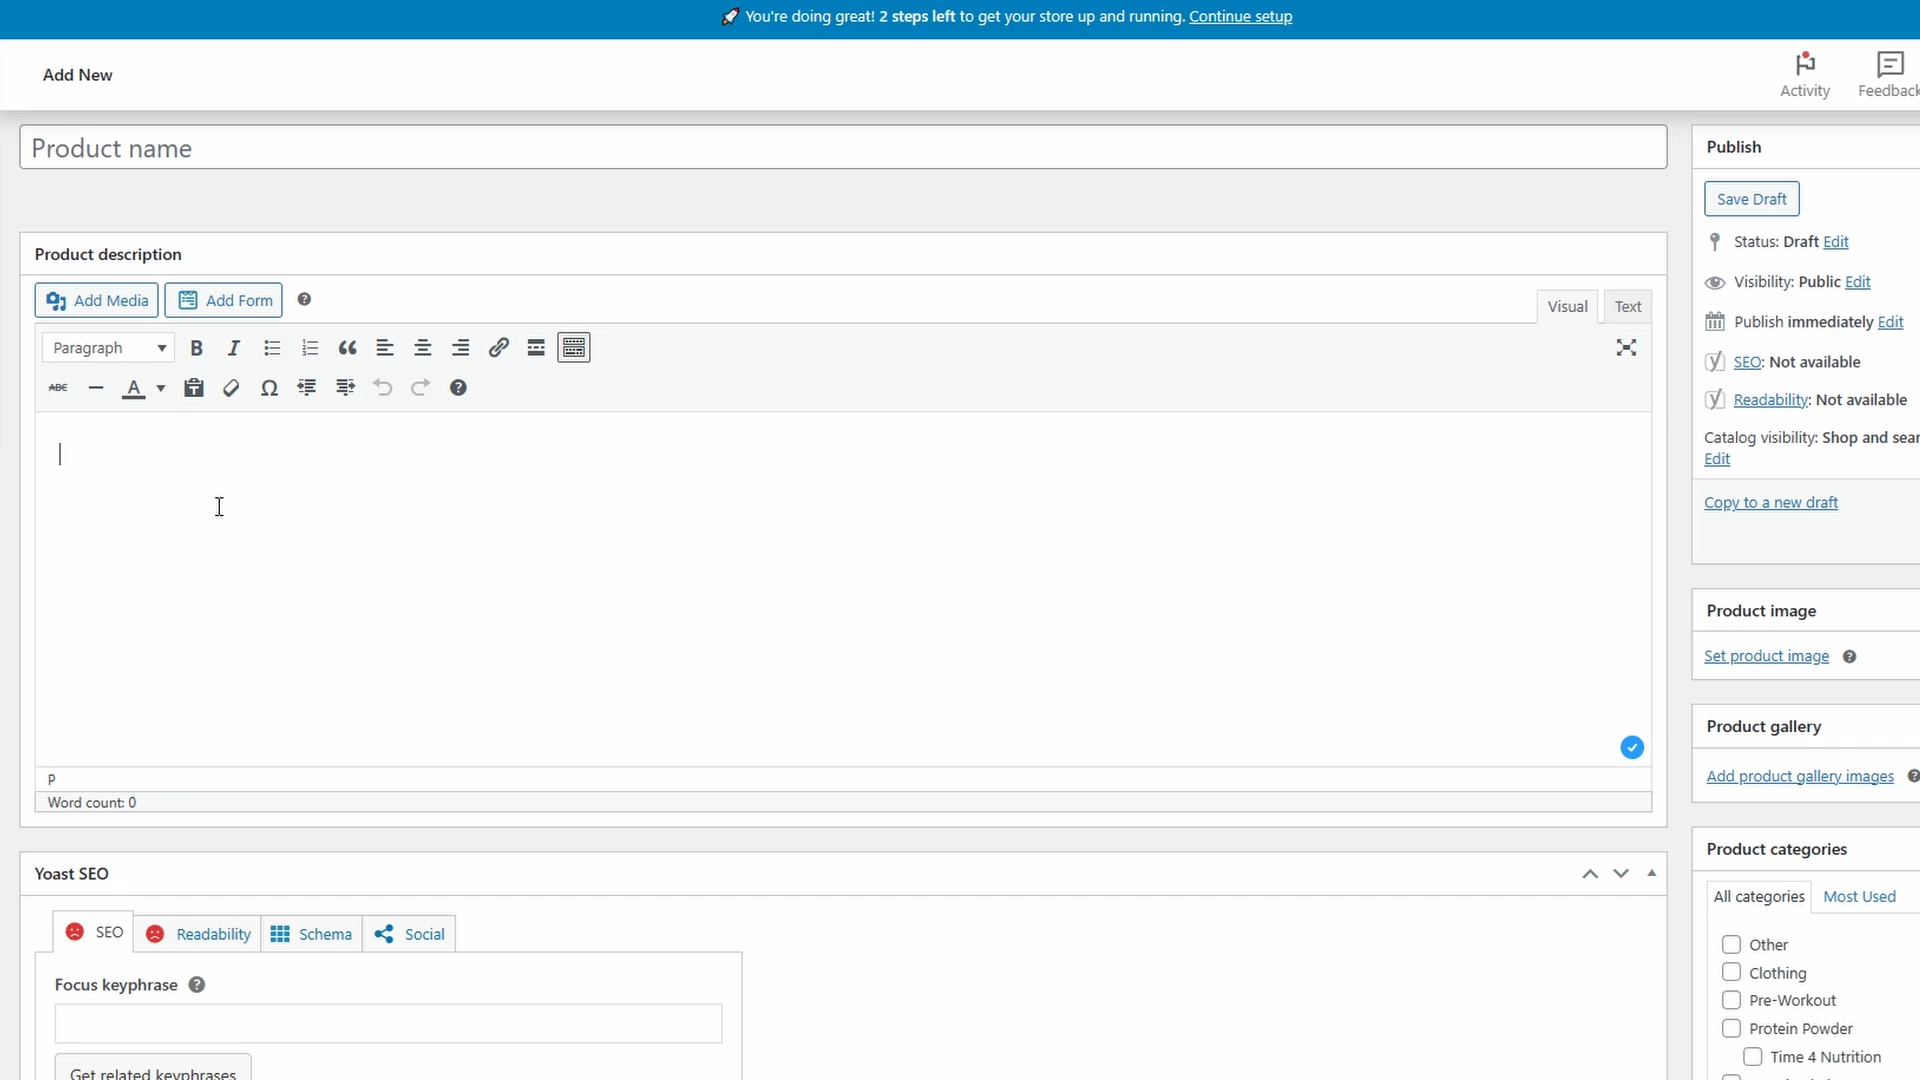 🚀 You're doing great! 2 steps left to get your store up and running. Continue setup
Add New
Activity
Feedback
Product name
Product description
Add Media
Add Form
Visual
Text
Paragraph
B I
ABC
A
Ω
P
Word count: 0
Yoast SEO
SEO
Readability
Schema
Social
Focus keyphrase
Get related keyphrases
Publish
Save Draft
Status: Draft Edit
Visibility: Public Edit
Publish immediately Edit
SEO: Not available
Readability: Not available
Catalog visibility: Shop and sear
Edit
Copy to a new draft
Product image
Set product image
Product gallery
Add product gallery images
Product categories
All categories
Most Used
Other
Clothing
Pre-Workout
Protein Powder
Time 4 Nutrition